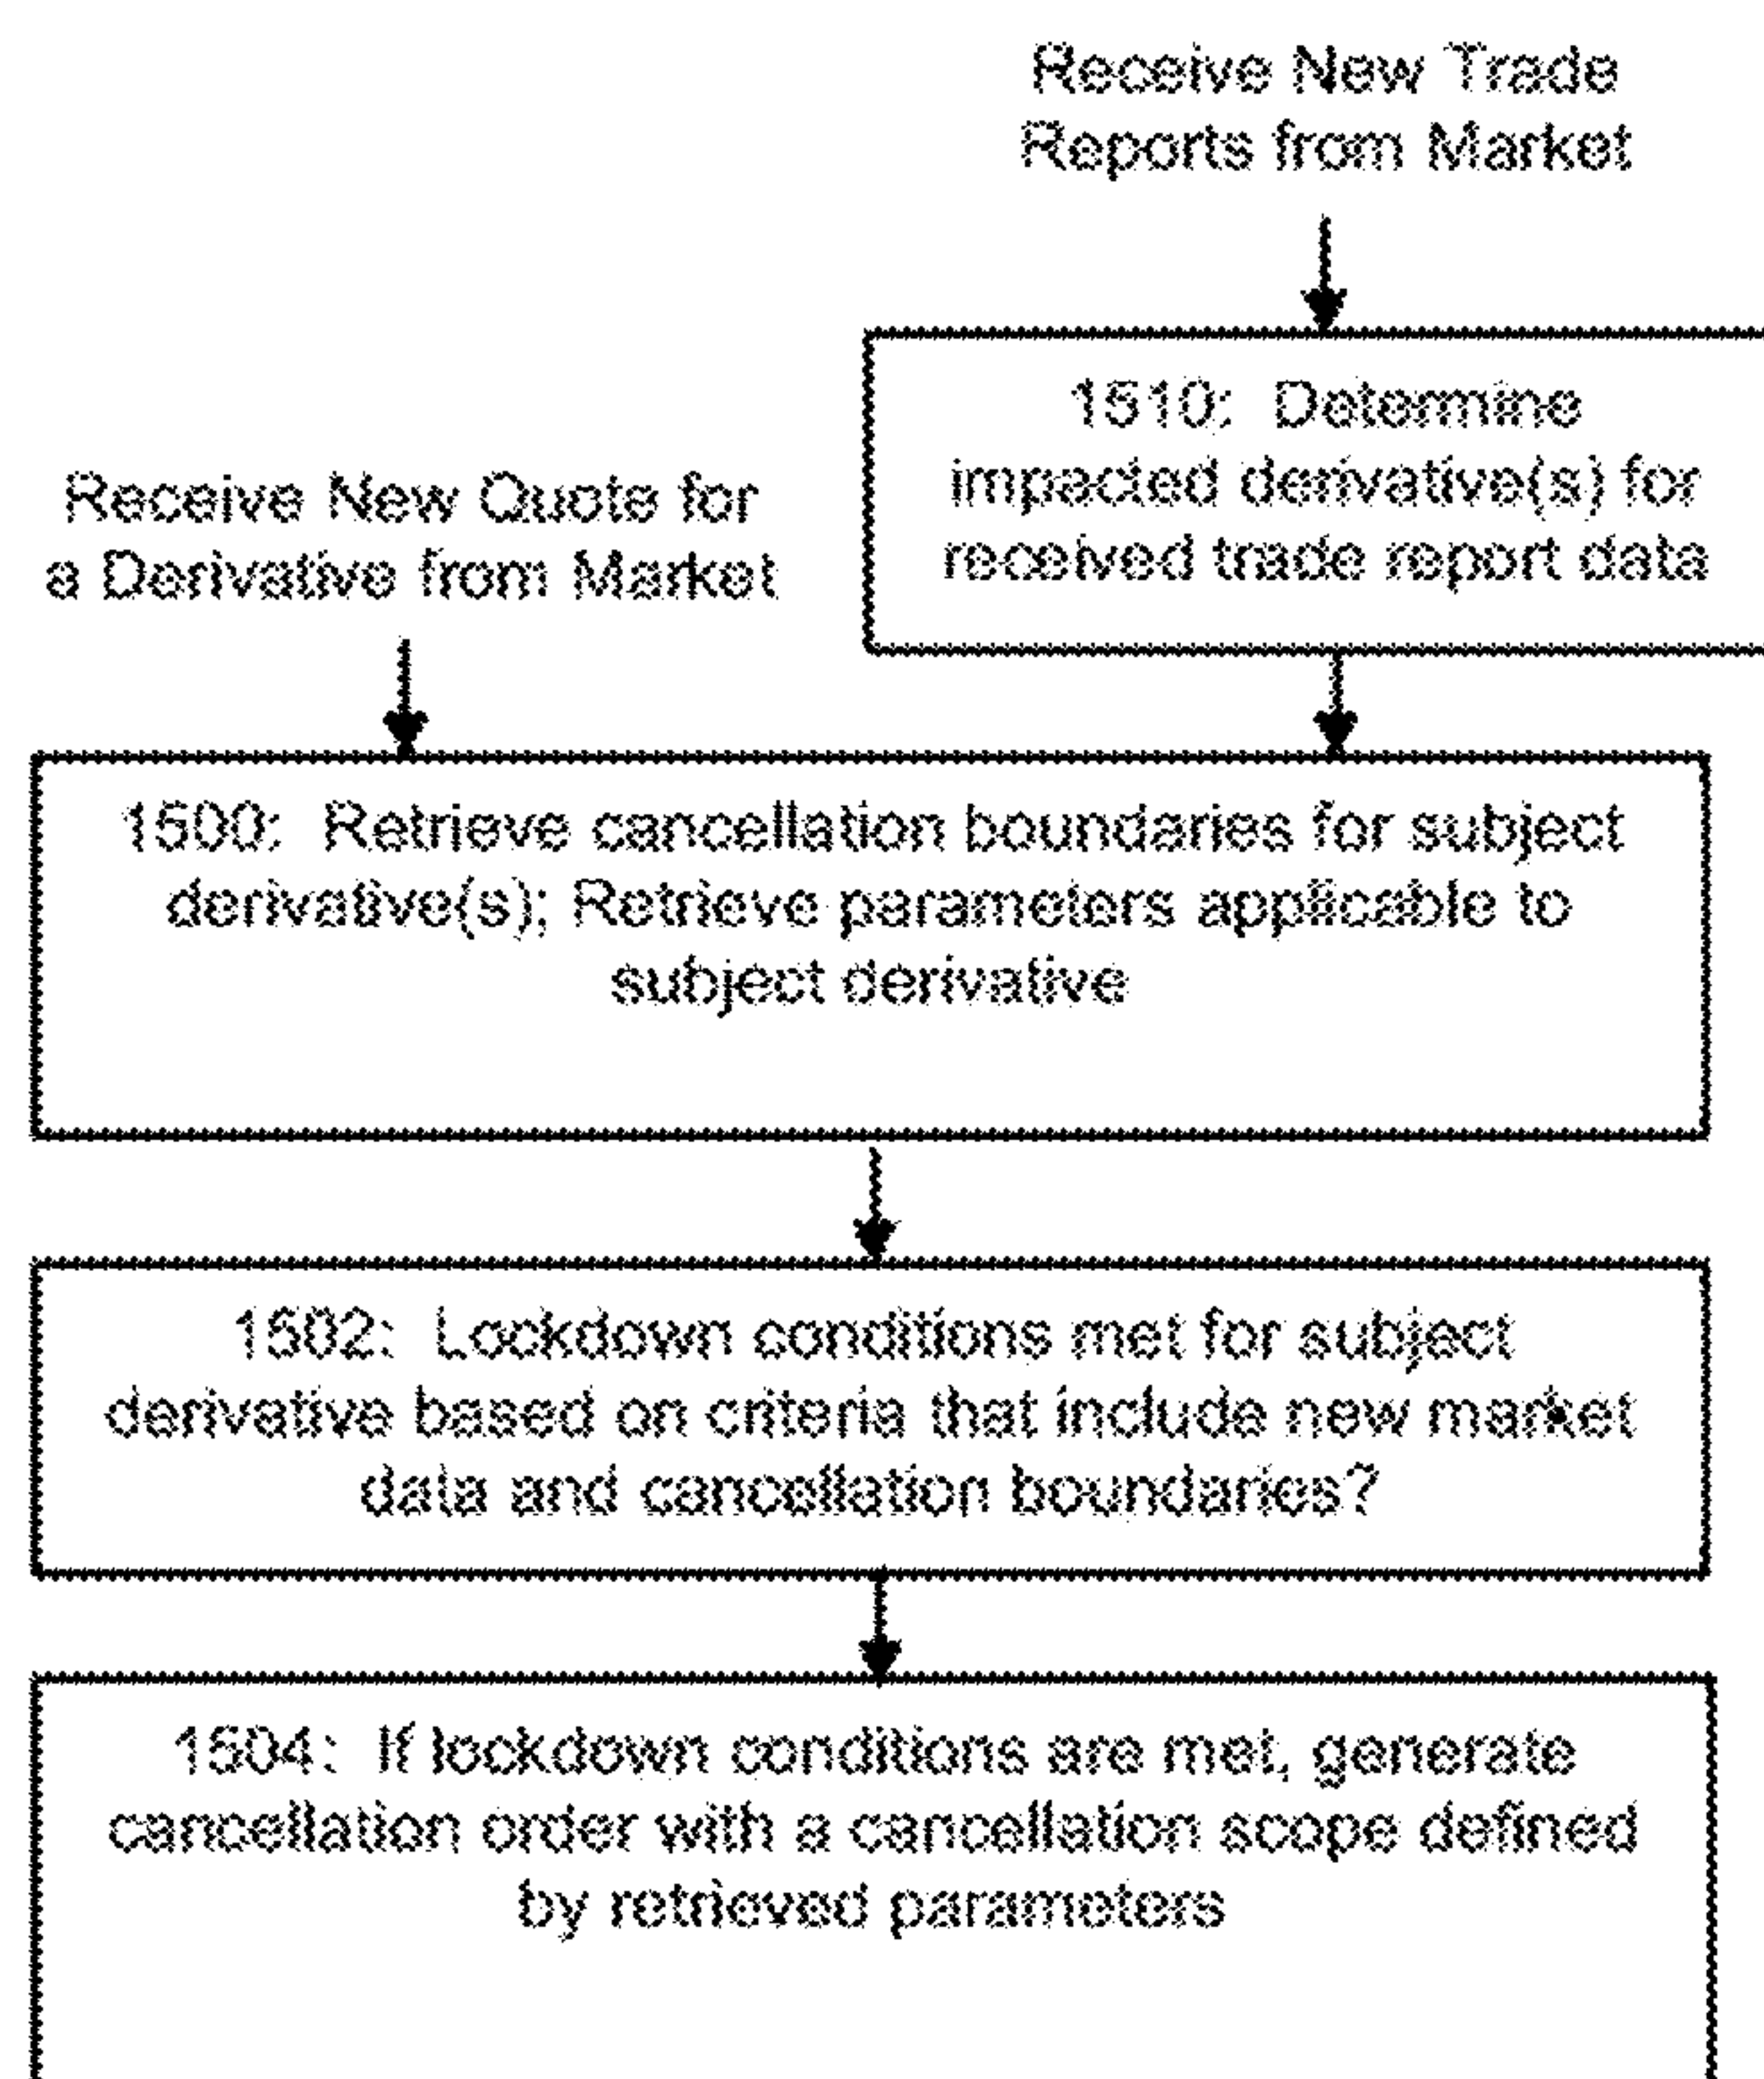 Receive New Trade
Reports from Market
1510: Determine
impacted derivative(s) for
received trade report data
Receive New Quote for
a Derivative from Market
1500: Retrieve cancellation boundaries for subject
derivative(s); Retrieve parameters applicable to
subject derivative
1502: Lockdown conditions met for subject
derivative based on criteria that include new market
data and cancellation boundaries?
1504: If lockdown conditions are met, generate
cancellation order with a cancellation scope defined
by retrieved parameters